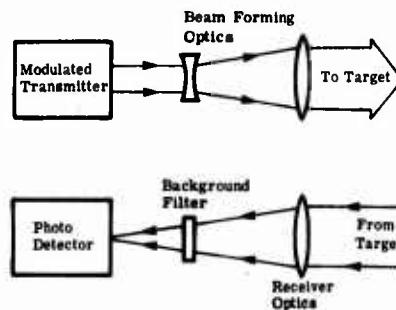 Beam Forming
Optics
Modulated
Transmitter
To Target
Background
Filter
Photo
Detector
From
Target
Receiver
Optics